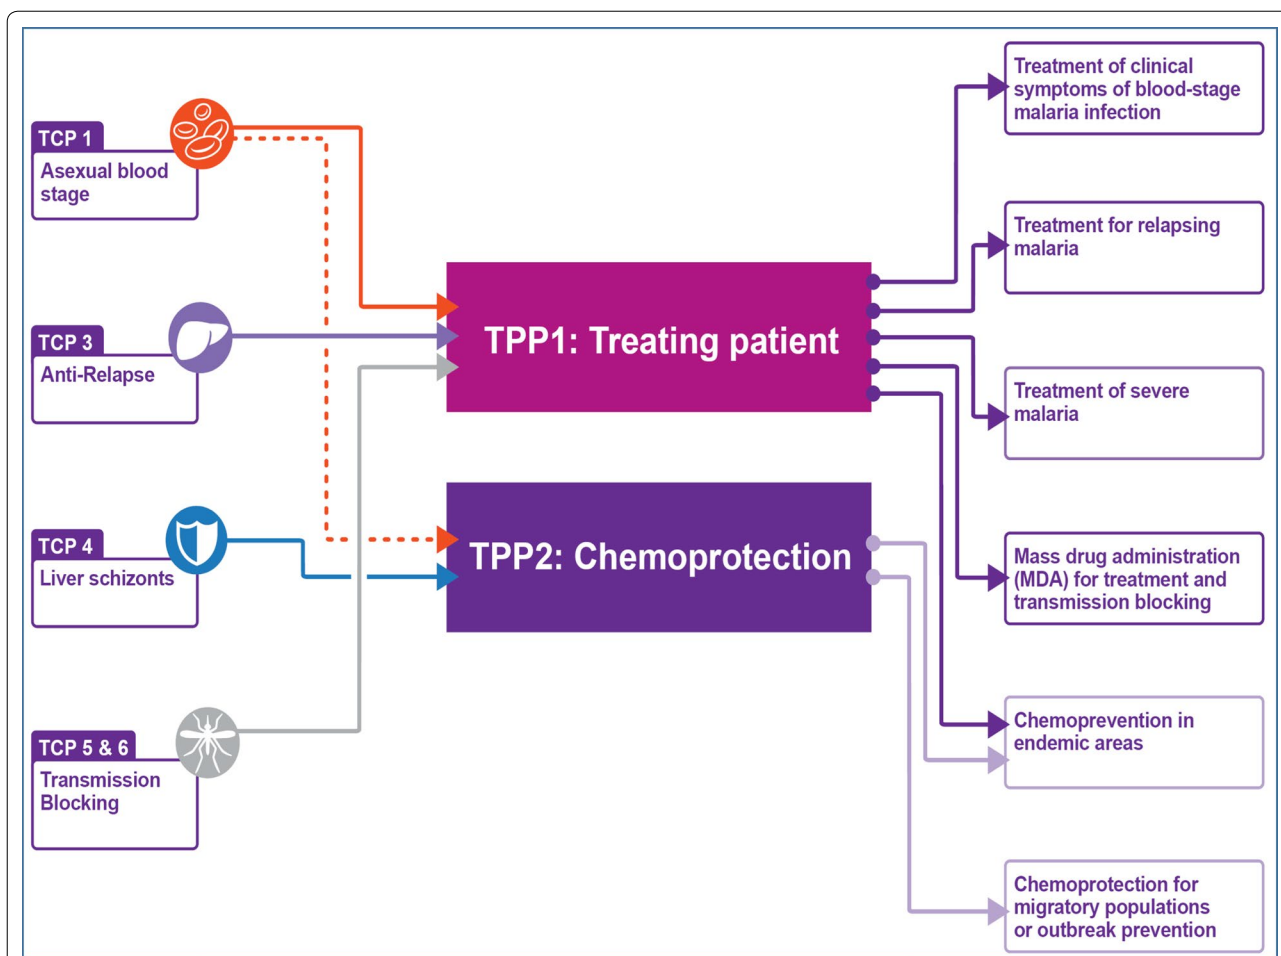 TCP 1
Asexual blood
stage
TCP 3
Anti-Relapse
TCP 4
Liver schizonts
TCP 5 & 6
Transmission
Blocking
TPP1: Treating patient
TPP2: Chemoprotection
Treatment of clinical
symptoms of blood-stage
malaria infection
Treatment for relapsing
malaria
Treatment of severe
malaria
Mass drug administration
(MDA) for treatment and
transmission blocking
Chemoprevention in
endemic areas
Chemoprotection for
migratory populations
or outbreak prevention